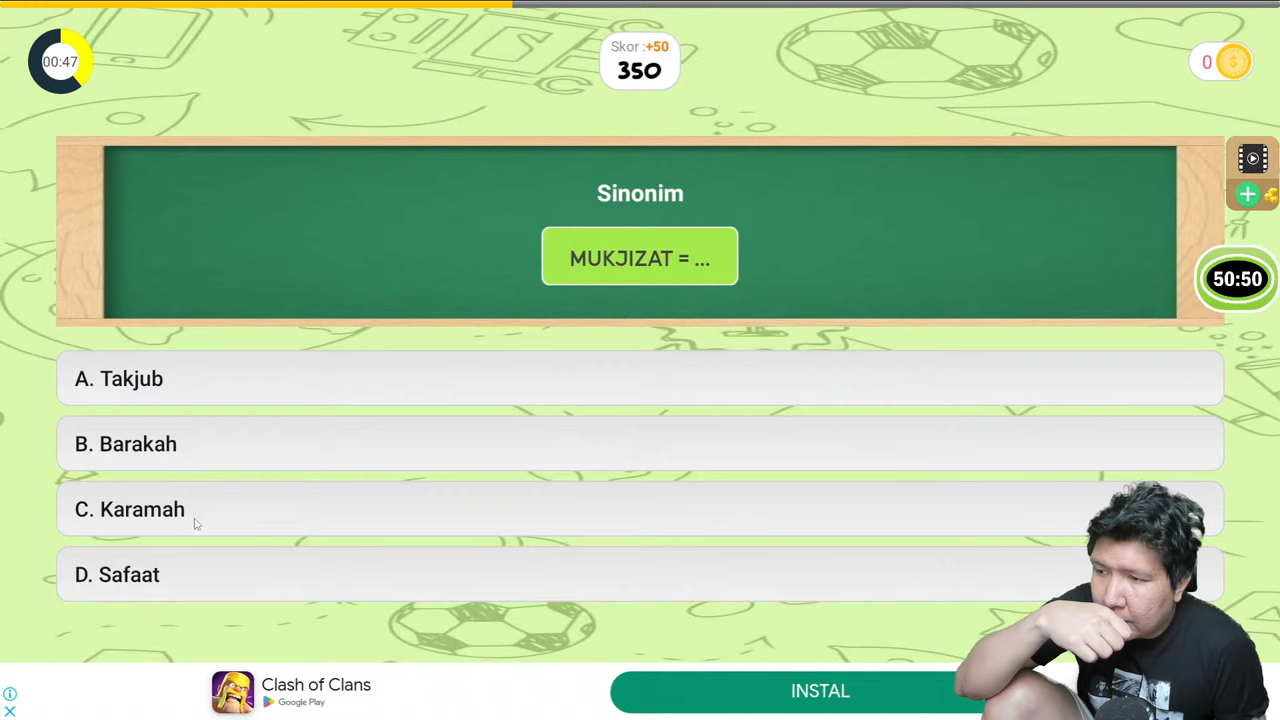 00:47
Skor :+50
350
0
Sinonim
MUKJIZAT = ...
50:50
A. Takjub
B. Barakah
C. Karamah
D. Safaat
Clash of Clans
Google Play
INSTAL